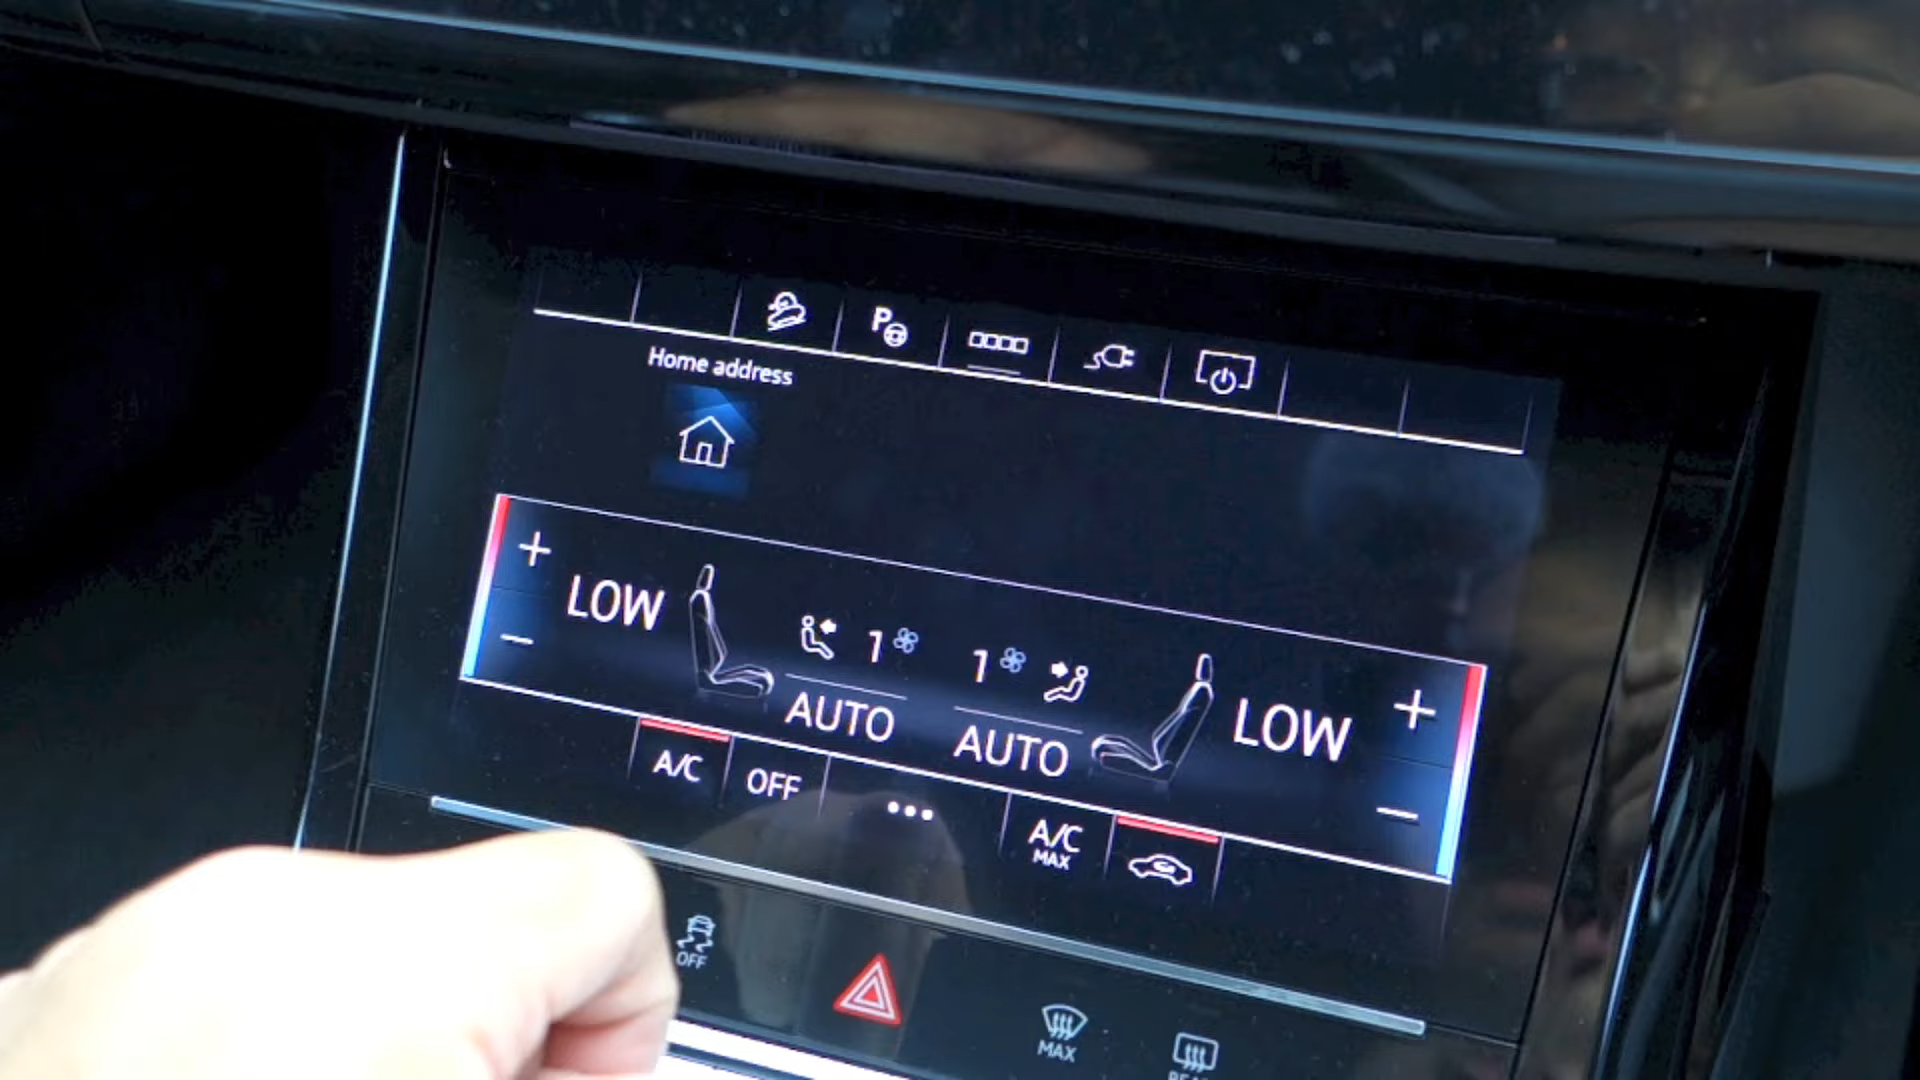 P
Home address
+ LOW 1 1 LOW +
− AUTO AUTO −
A/C OFF ••• A/C
MAX
OFF
MAX